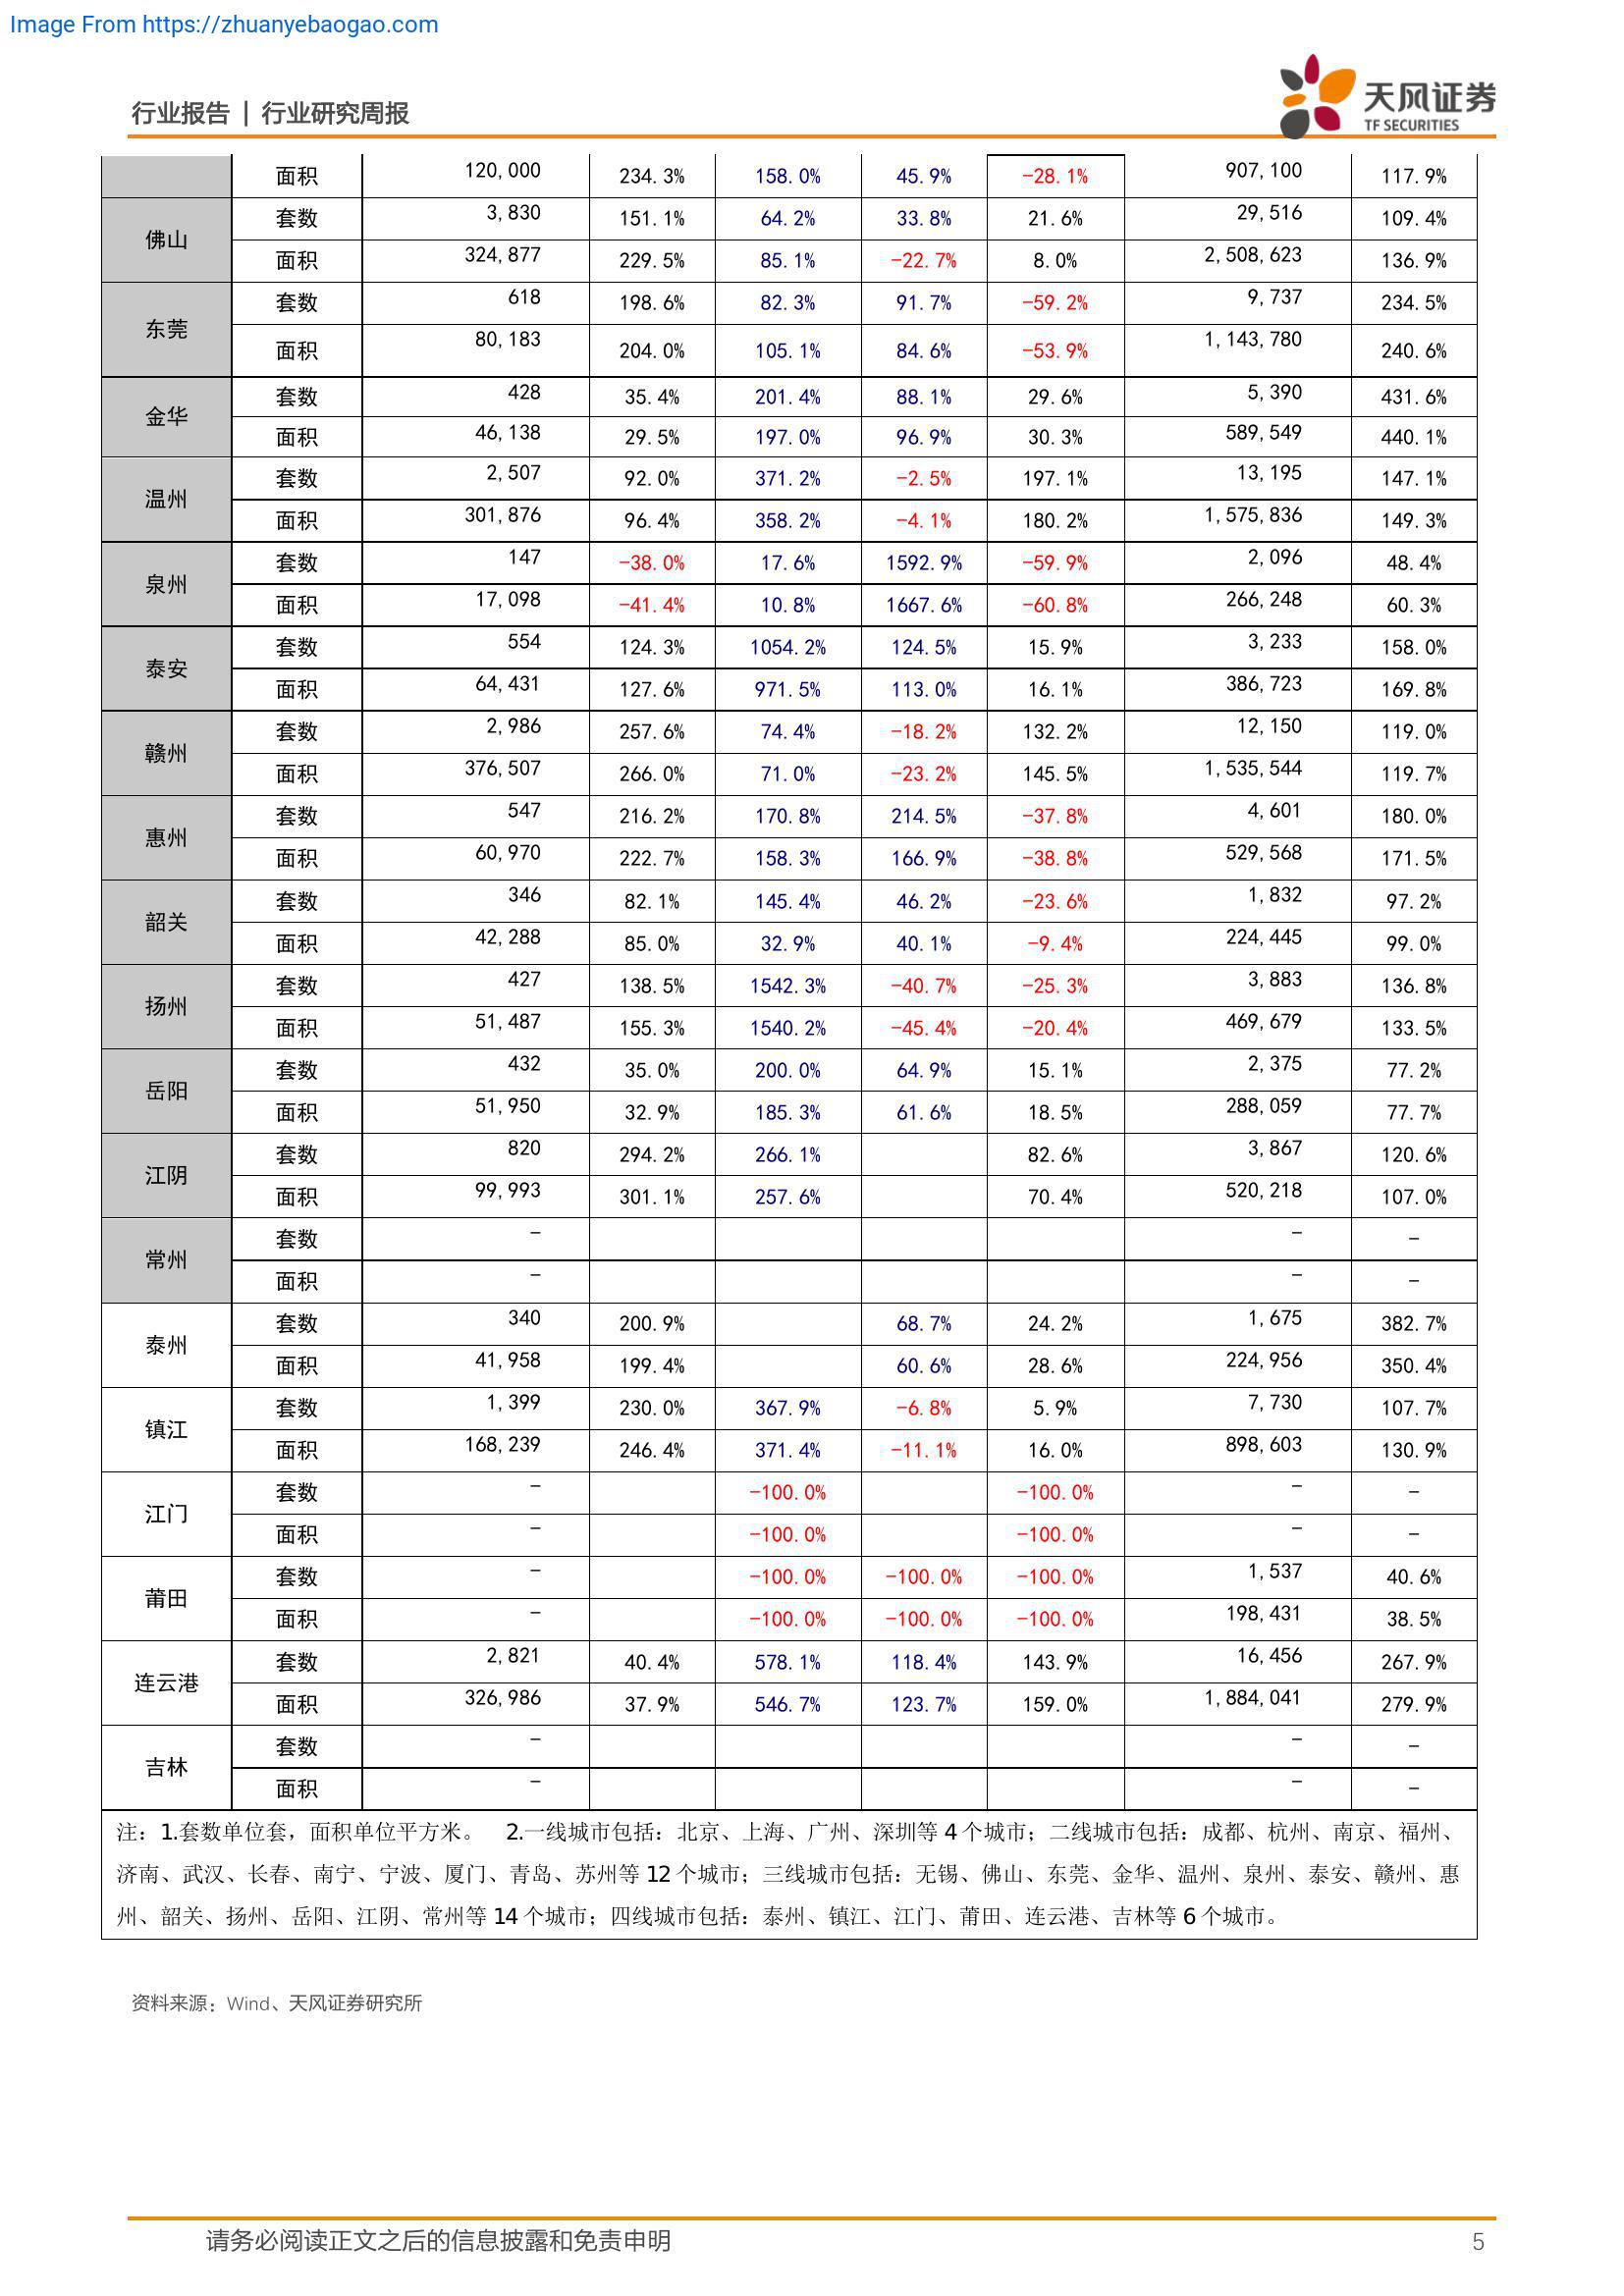 Image From https://zhuanyebaogao.com
行业报告 | 行业研究周报
天风证券
TF SECURITIES
面积 120,000 234.3% 158.0% 45.9% -28.1% 907,100 117.9%
佛山 套数 3,830 151.1% 64.2% 33.8% 21.6% 29,516 109.4%
面积 324,877 229.5% 85.1% -22.7% 8.0% 2,508,623 136.9%
东莞 套数 618 198.6% 82.3% 91.7% -59.2% 9,737 234.5%
面积 80,183 204.0% 105.1% 84.6% -53.9% 1,143,780 240.6%
金华 套数 428 35.4% 201.4% 88.1% 29.6% 5,390 431.6%
面积 46,138 29.5% 197.0% 96.9% 30.3% 589,549 440.1%
温州 套数 2,507 92.0% 371.2% -2.5% 197.1% 13,195 147.1%
面积 301,876 96.4% 358.2% -4.1% 180.2% 1,575,836 149.3%
泉州 套数 147 -38.0% 17.6% 1592.9% -59.9% 2,096 48.4%
面积 17,098 -41.4% 10.8% 1667.6% -60.8% 266,248 60.3%
泰安 套数 554 124.3% 1054.2% 124.5% 15.9% 3,233 158.0%
面积 64,431 127.6% 971.5% 113.0% 16.1% 386,723 169.8%
赣州 套数 2,986 257.6% 74.4% -18.2% 132.2% 12,150 119.0%
面积 376,507 266.0% 71.0% -23.2% 145.5% 1,535,544 119.7%
惠州 套数 547 216.2% 170.8% 214.5% -37.8% 4,601 180.0%
面积 60,970 222.7% 158.3% 166.9% -38.8% 529,568 171.5%
韶关 套数 346 82.1% 145.4% 46.2% -23.6% 1,832 97.2%
面积 42,288 85.0% 32.9% 40.1% -9.4% 224,445 99.0%
扬州 套数 427 138.5% 1542.3% -40.7% -25.3% 3,883 136.8%
面积 51,487 155.3% 1540.2% -45.4% -20.4% 469,679 133.5%
岳阳 套数 432 35.0% 200.0% 64.9% 15.1% 2,375 77.2%
面积 51,950 32.9% 185.3% 61.6% 18.5% 288,059 77.7%
江阴 套数 820 294.2% 266.1% 82.6% 3,867 120.6%
面积 99,993 301.1% 257.6% 70.4% 520,218 107.0%
常州 套数 - - -
面积 - - -
泰州 套数 340 200.9% 68.7% 24.2% 1,675 382.7%
面积 41,958 199.4% 60.6% 28.6% 224,956 350.4%
镇江 套数 1,399 230.0% 367.9% -6.8% 5.9% 7,730 107.7%
面积 168,239 246.4% 371.4% -11.1% 16.0% 898,603 130.9%
江门 套数 - -100.0% -100.0% - -
面积 - -100.0% -100.0% - -
莆田 套数 - -100.0% -100.0% -100.0% 1,537 40.6%
面积 - -100.0% -100.0% -100.0% 198,431 38.5%
连云港 套数 2,821 40.4% 578.1% 118.4% 143.9% 16,456 267.9%
面积 326,986 37.9% 546.7% 123.7% 159.0% 1,884,041 279.9%
吉林 套数 - - -
面积 - - -
注：1.套数单位套，面积单位平方米。 2.一线城市包括：北京、上海、广州、深圳等 4 个城市；二线城市包括：成都、杭州、南京、福州、
济南、武汉、长春、南宁、宁波、厦门、青岛、苏州等 12 个城市；三线城市包括：无锡、佛山、东莞、金华、温州、泉州、泰安、赣州、惠
州、韶关、扬州、岳阳、江阴、常州等 14 个城市；四线城市包括：泰州、镇江、江门、莆田、连云港、吉林等 6 个城市。
资料来源：Wind、天风证券研究所
请务必阅读正文之后的信息披露和免责申明 5